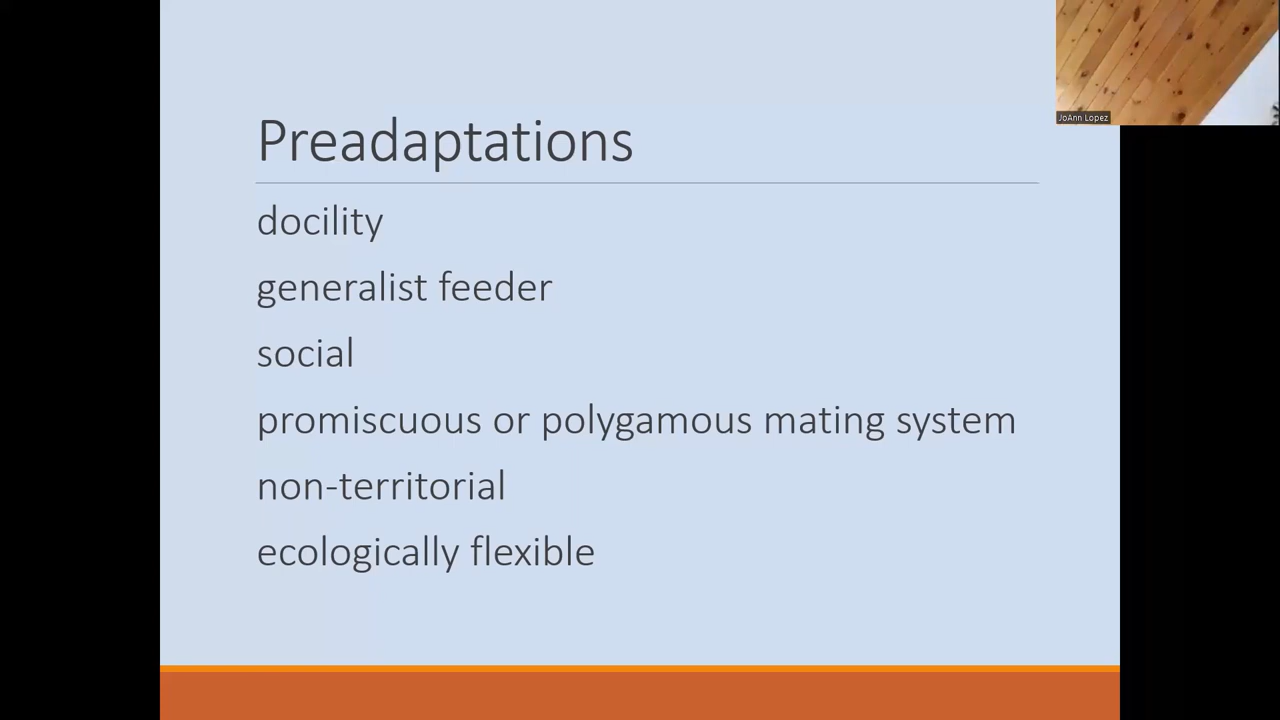 Preadaptations
docility
generalist feeder
social
promiscuous or polygamous mating system
non-territorial
ecologically flexible
JoAnn Lopez